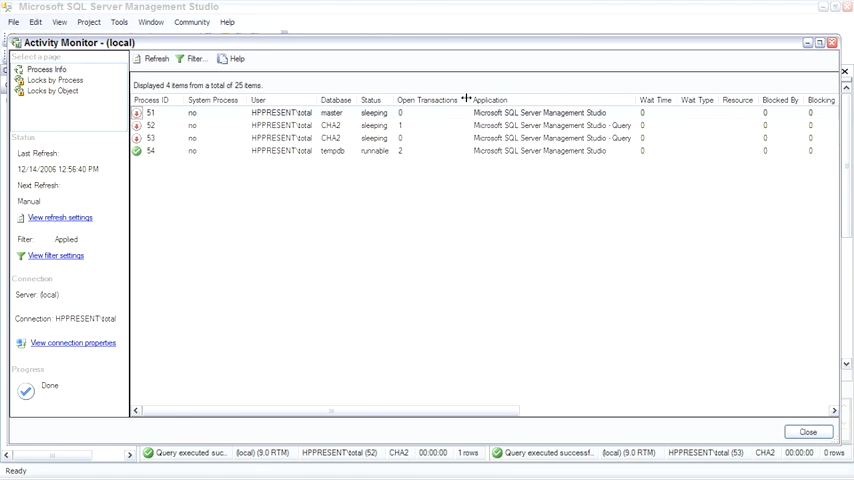 Microsoft SQL Server Management Studio
File Edit View Project Tools Window Community Help
Activity Monitor - (local)
Select a page
Process Info
Locks by Process
Locks by Object
Refresh Filter... Help
Displayed 4 items from a total of 25 items.
Process ID System Process User Database Status Open Transactions Application Wait Time Wait Type Resource Blocked By Blocking
51 no HPPRESENT\total master sleeping 0 Microsoft SQL Server Management Studio 0 0 0
52 no HPPRESENT\total CHA2 sleeping 1 Microsoft SQL Server Management Studio - Query 0 0 0
53 no HPPRESENT\total CHA2 sleeping 0 Microsoft SQL Server Management Studio - Query 0 0 0
54 no HPPRESENT\total tempdb runnable 2 Microsoft SQL Server Management Studio 0 0 0
Status
Last Refresh:
12/14/2006 12:56:40 PM
Next Refresh:
Manual
View refresh settings
Filter: Applied
View filter settings
Connection
Server: (local)
Connection: HPPRESENT\total
View connection properties
Progress
Done
Close
Query executed suc... (local) (9.0 RTM) HPPRESENT\total (52) CHA2 00:00:00 1 rows
Query executed successf... (local) (9.0 RTM) HPPRESENT\total (53) CHA2 00:00:00 0 rows
Ready